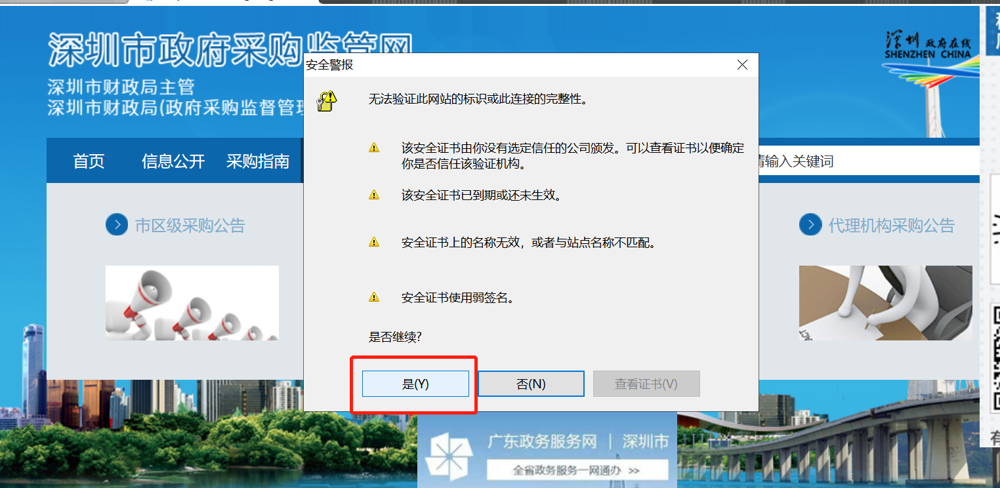 深圳市政府采购监管网
深圳市财政局主管
深圳市财政局(政府采购监督管理
深圳 政府在线
SHENZHEN CHINA
安全警报
无法验证此网站的标识或此连接的完整性。
该安全证书由你没有选定信任的公司颁发。可以查看证书以便确定
你是否信任该验证机构。
该安全证书已到期或还未生效。
安全证书上的名称无效，或者与站点名称不匹配。
安全证书使用弱签名。
是否继续?
是(Y)
否(N)
查看证书(V)
首页
信息公开
采购指南
请输入关键词
市区级采购公告
代理机构采购公告
广东政务服务网 | 深圳市
全省政务服务一网通办 >>
有